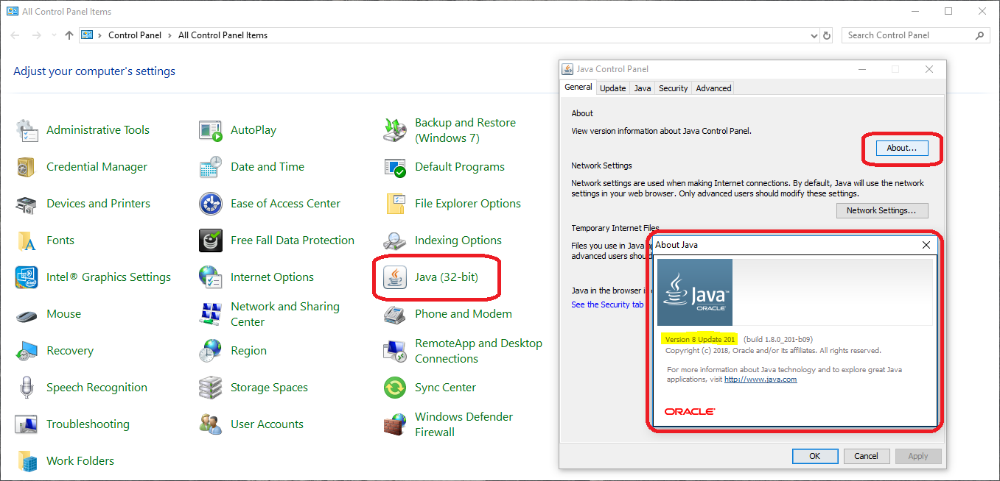 All Control Panel Items
Control Panel > All Control Panel Items
Search Control Panel
Adjust your computer's settings
Administrative Tools
AutoPlay
Backup and Restore
(Windows 7)
Credential Manager
Date and Time
Default Programs
Devices and Printers
Ease of Access Center
File Explorer Options
Fonts
Free Fall Data Protection
Indexing Options
Intel® Graphics Settings
Internet Options
Java (32-bit)
Mouse
Network and Sharing
Center
Phone and Modem
Recovery
Region
RemoteApp and Desktop
Connections
Speech Recognition
Storage Spaces
Sync Center
Troubleshooting
User Accounts
Windows Defender
Firewall
Work Folders
Java Control Panel
General Update Java Security Advanced
About
View version information about Java Control Panel.
About...
Network Settings
Network settings are used when making Internet connections. By default, Java will use the network
settings in your web browser. Only advanced users should modify these settings.
Network Settings...
Temporary Internet Files
Files you use in Java
advanced users shou
Java in the browser i
See the Security tab
About Java
Java™
ORACLE
Version 8 Update 201 (build 1.8.0_201-b09)
Copyright (c) 2018, Oracle and/or its affiliates. All rights reserved.
For more information about Java technology and to explore great Java
applications, visit http://www.java.com
ORACLE®
OK Cancel Apply